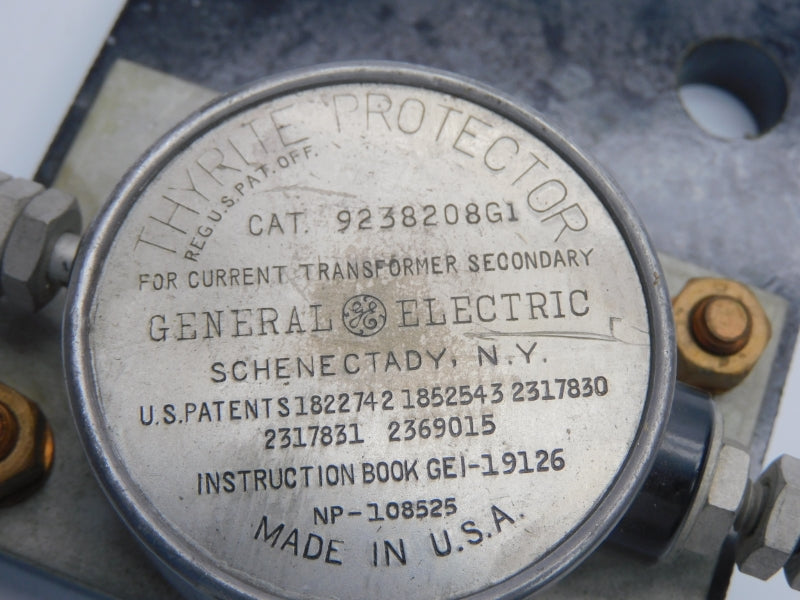 THYRITE PROTECTOR
REG U.S. PAT. OFF.
CAT. 9238208G1
FOR CURRENT TRANSFORMER SECONDARY
GENERAL GE ELECTRIC
SCHENECTADY, N.Y.
U.S. PATENTS 1822742 1852543 2317830
2317831 2369015
INSTRUCTION BOOK GEI-19126
NP-108525
MADE IN U.S.A.